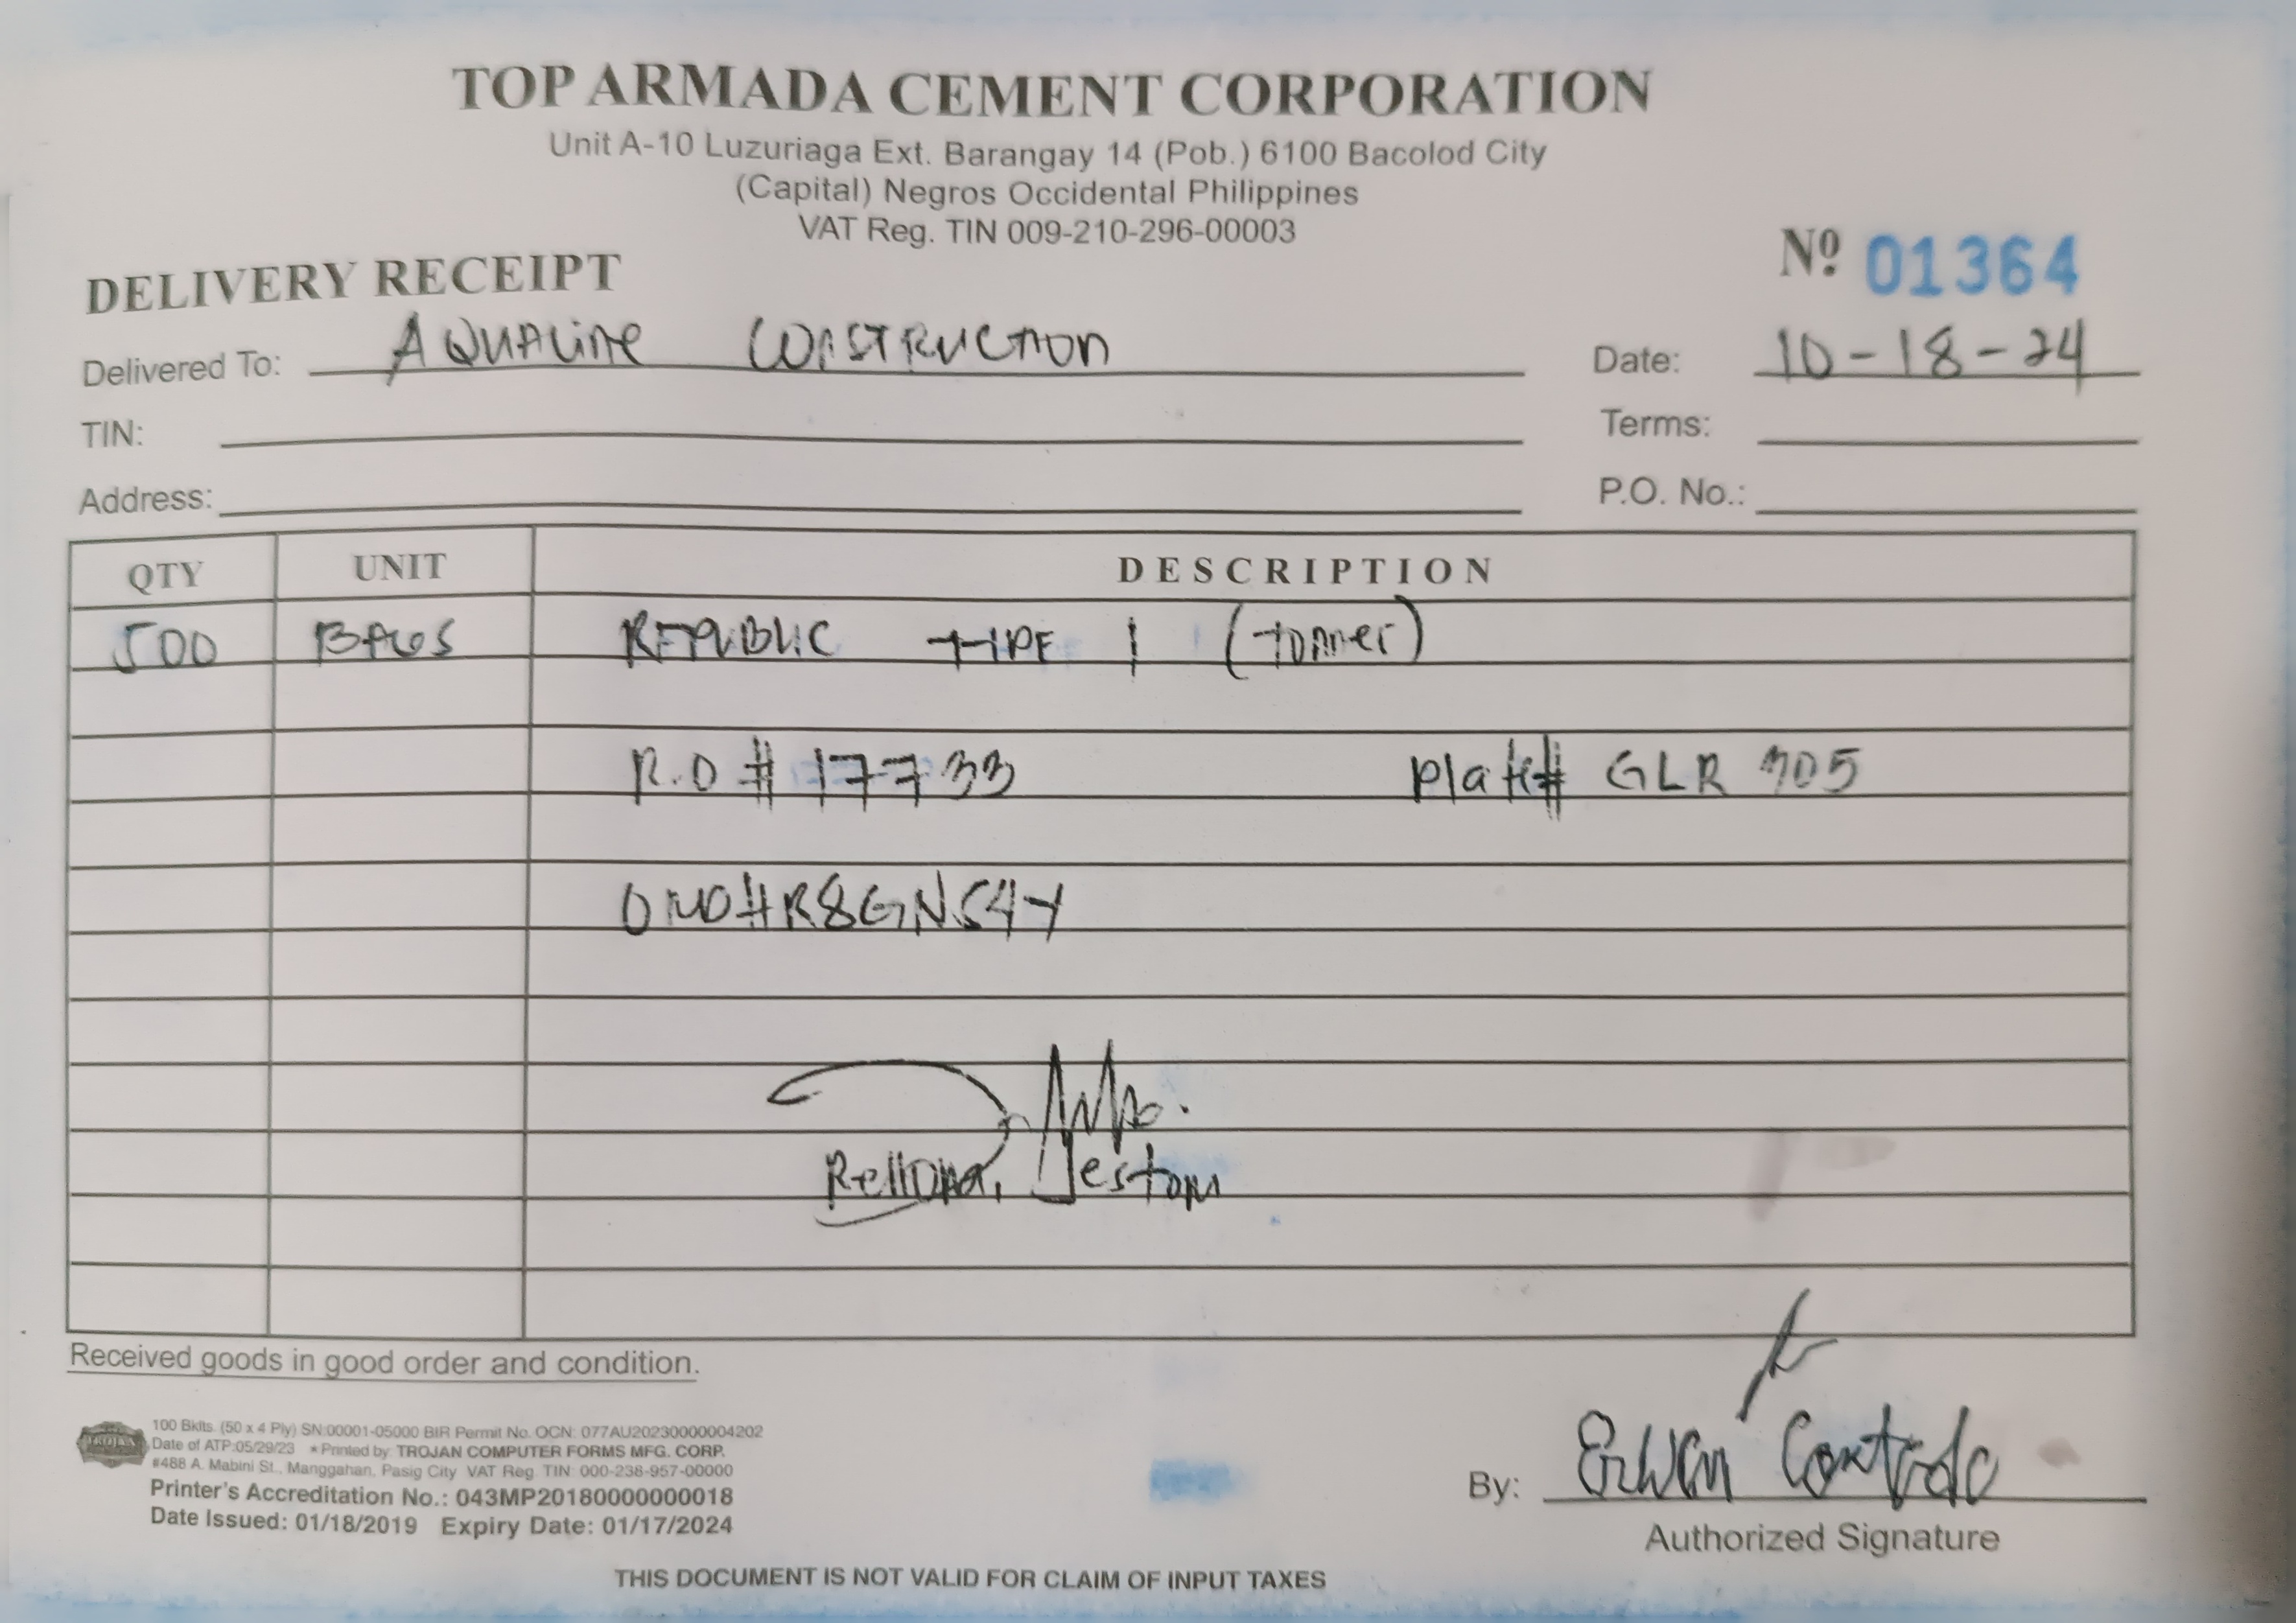 TOP ARMADA CEMENT CORPORATION
Unit A-10 Luzuriaga Ext. Barangay 14 (Pob.) 6100 Bacolod City
(Capital) Negros Occidental Philippines
VAT Reg. TIN 009-210-296-00003
Nº 01364
DELIVERY RECEIPT
Delivered To: AQUALINE CONSTRUCTION Date: 10-18-24
TIN: Terms:
Address: P.O. No.:
QTY UNIT DESCRIPTION
500 BAGS REPUBLIC TYPE 1 (tonner)
R.O # 17733 Plate# GLR 705
OND#R8GNS4Y
Rellona, Jestoni
Received goods in good order and condition.
100 Bklts. (50 x 4 Ply) SN:00001-05000 BIR Permit No. OCN: 077AU20230000004202
Date of ATP:05/29/23 * Printed by: TROJAN COMPUTER FORMS MFG. CORP.
#488 A. Mabini St., Manggahan, Pasig City VAT Reg. TIN: 000-238-957-00000
Printer's Accreditation No.: 043MP20180000000018
Date Issued: 01/18/2019 Expiry Date: 01/17/2024
TROJAN
By: Erwin
Authorized Signature
THIS DOCUMENT IS NOT VALID FOR CLAIM OF INPUT TAXES